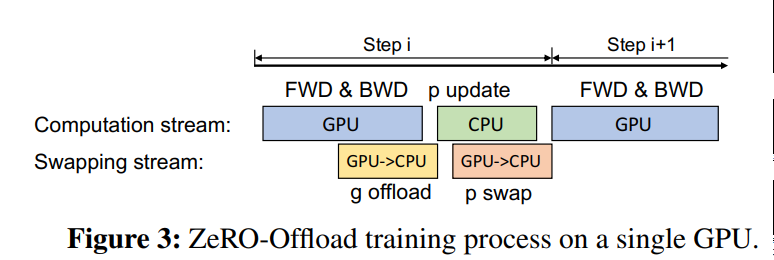 Step i Step i+1
FWD & BWD p update FWD & BWD
Computation stream: GPU CPU GPU
Swapping stream: GPU->CPU GPU->CPU
g offload p swap
Figure 3: ZeRO-Offload training process on a single GPU.